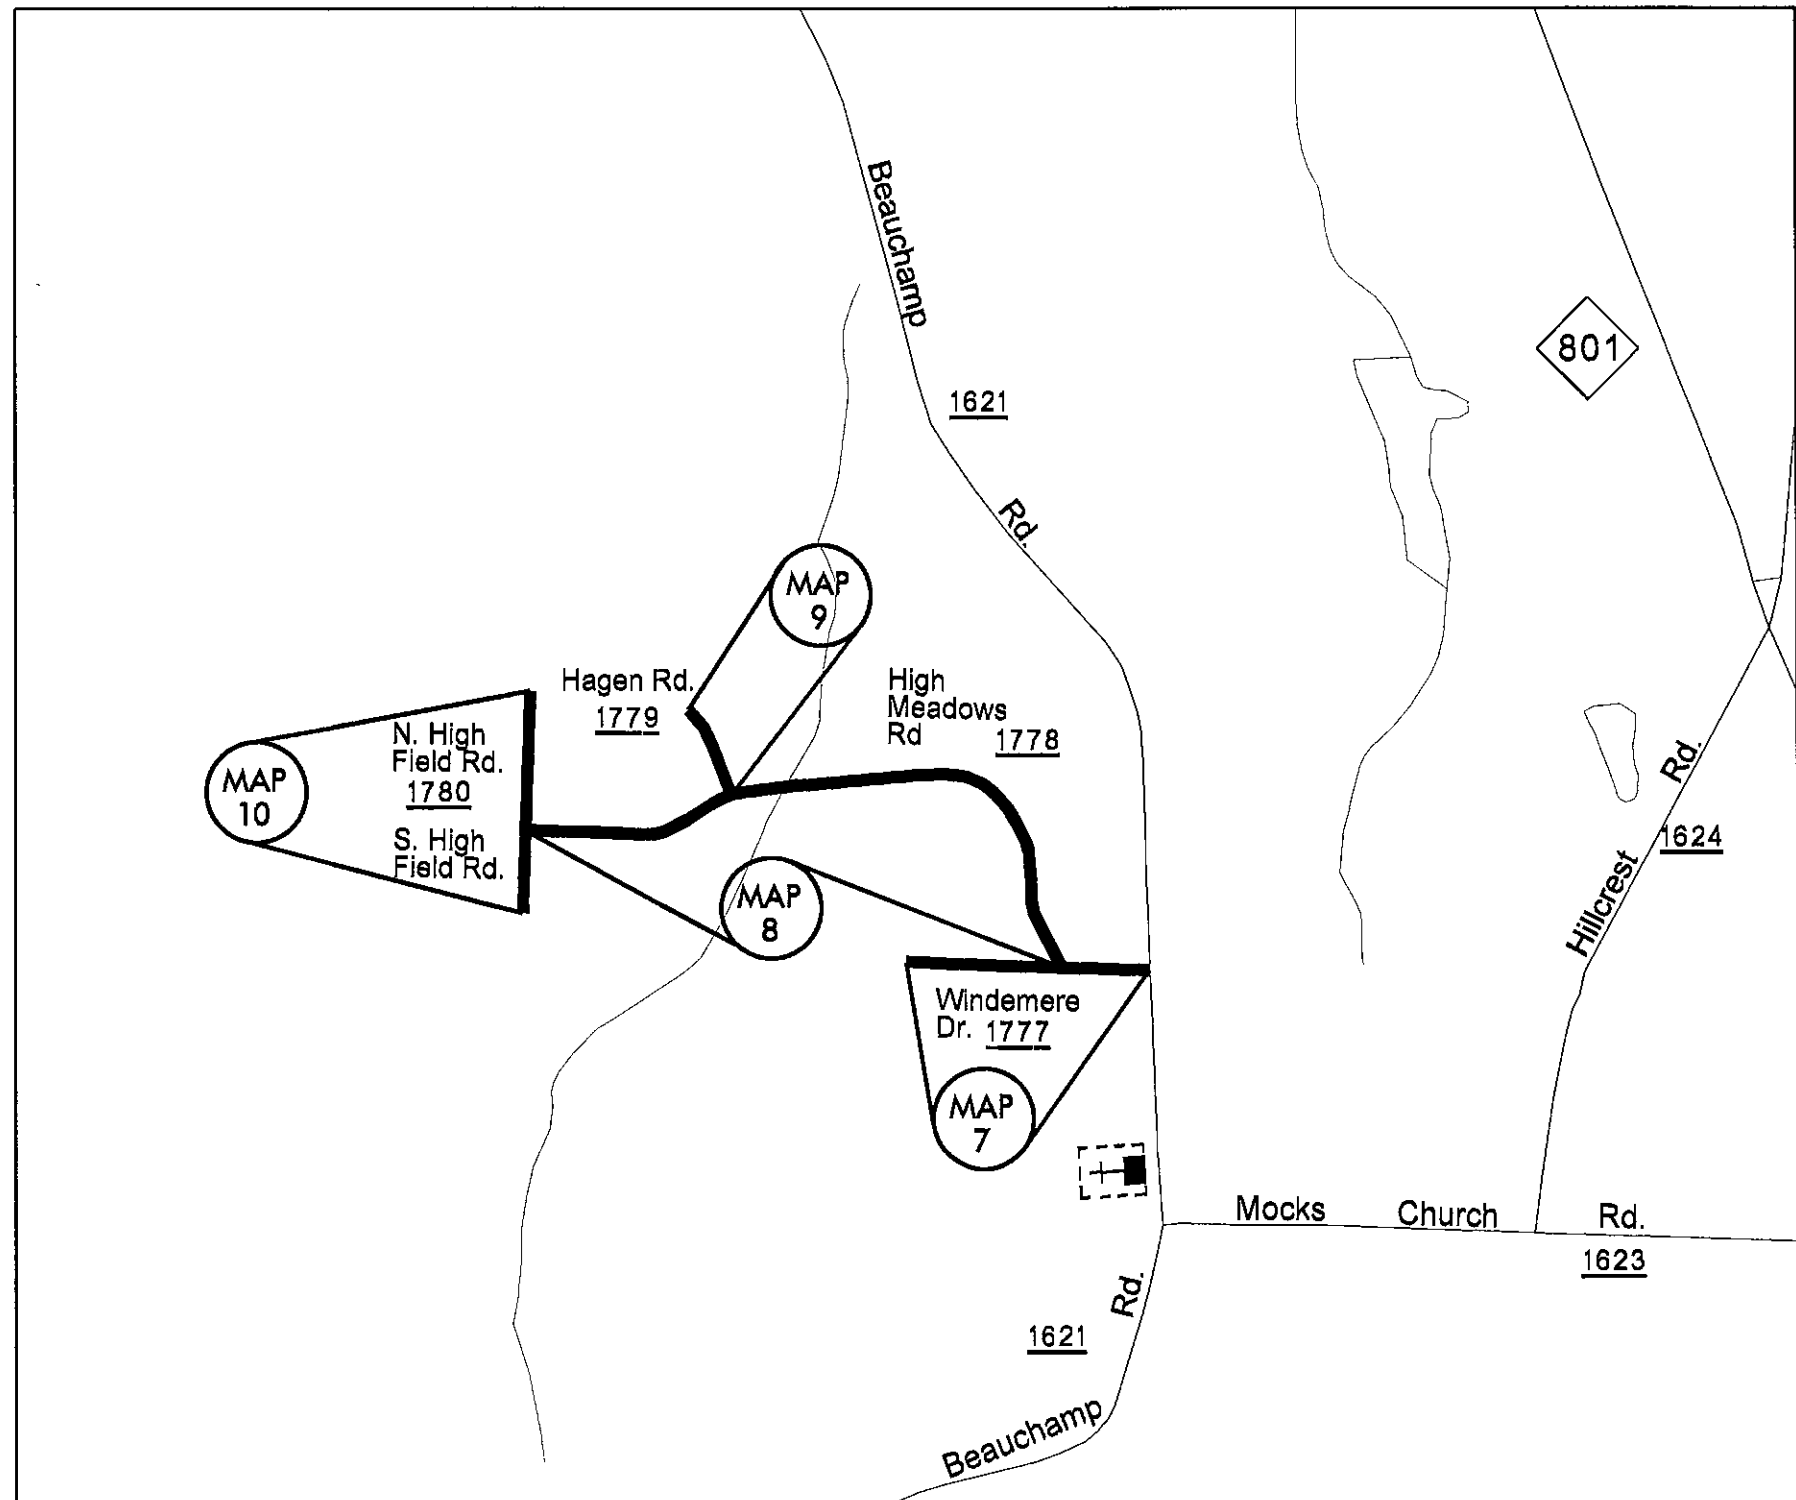 Beauchamp
Rd.
1621
801
MAP
9
Hagen Rd.
1779
High
Meadows
Rd
1778
N. High
Field Rd.
1780
S. High
Field Rd.
MAP
10
MAP
8
Rd.
1624
Hillcrest
Windemere
Dr. 1777
MAP
7
Mocks Church Rd.
1623
Rd.
1621
Beauchamp